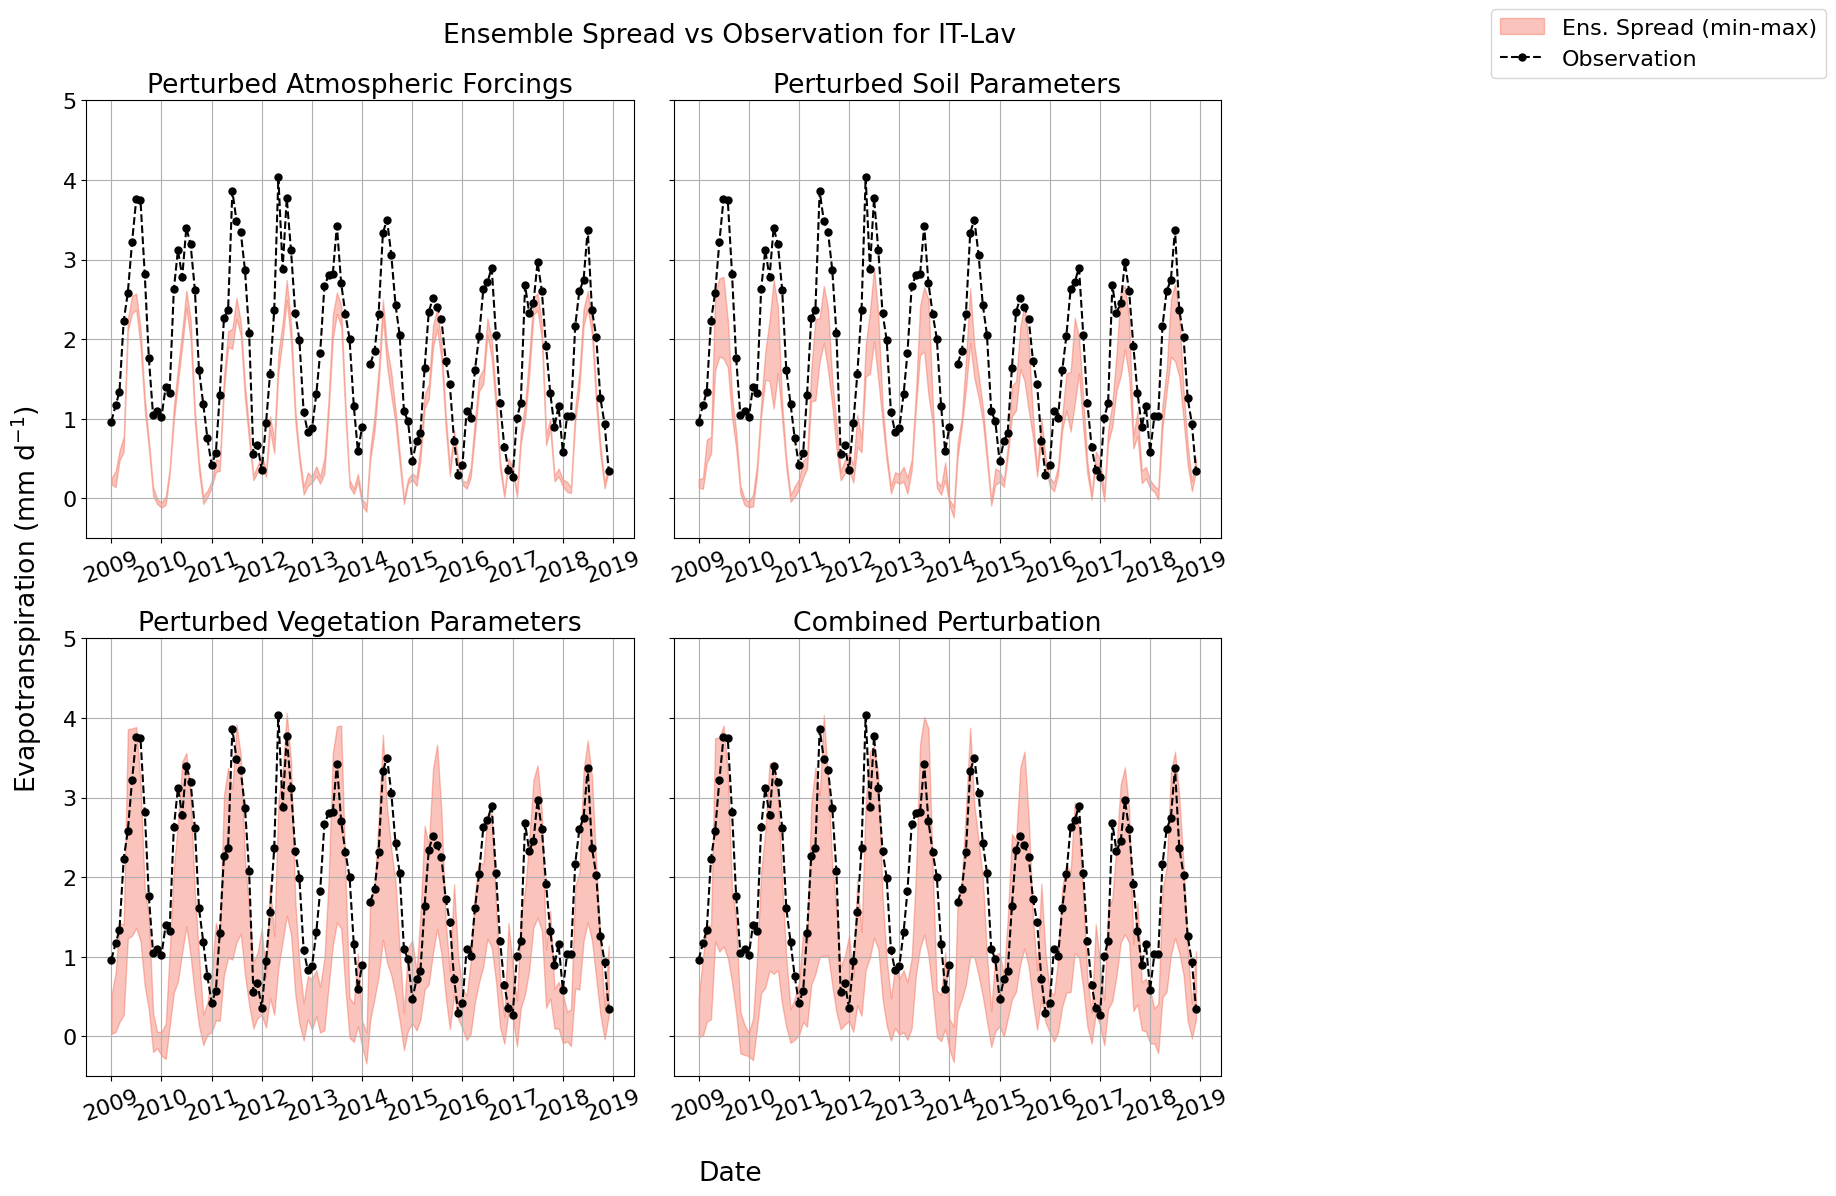 Ensemble Spread vs Observation for IT-Lav
Ens. Spread (min-max)
Observation
Perturbed Atmospheric Forcings
Perturbed Soil Parameters
5
4
3
2
1
0
2009 2010 2011 2012 2013 2014 2015 2016 2017 2018 2019
2009 2010 2011 2012 2013 2014 2015 2016 2017 2018 2019
Evapotranspiration (mm d⁻¹)
Perturbed Vegetation Parameters
Combined Perturbation
5
4
3
2
1
0
2009 2010 2011 2012 2013 2014 2015 2016 2017 2018 2019
2009 2010 2011 2012 2013 2014 2015 2016 2017 2018 2019
Date